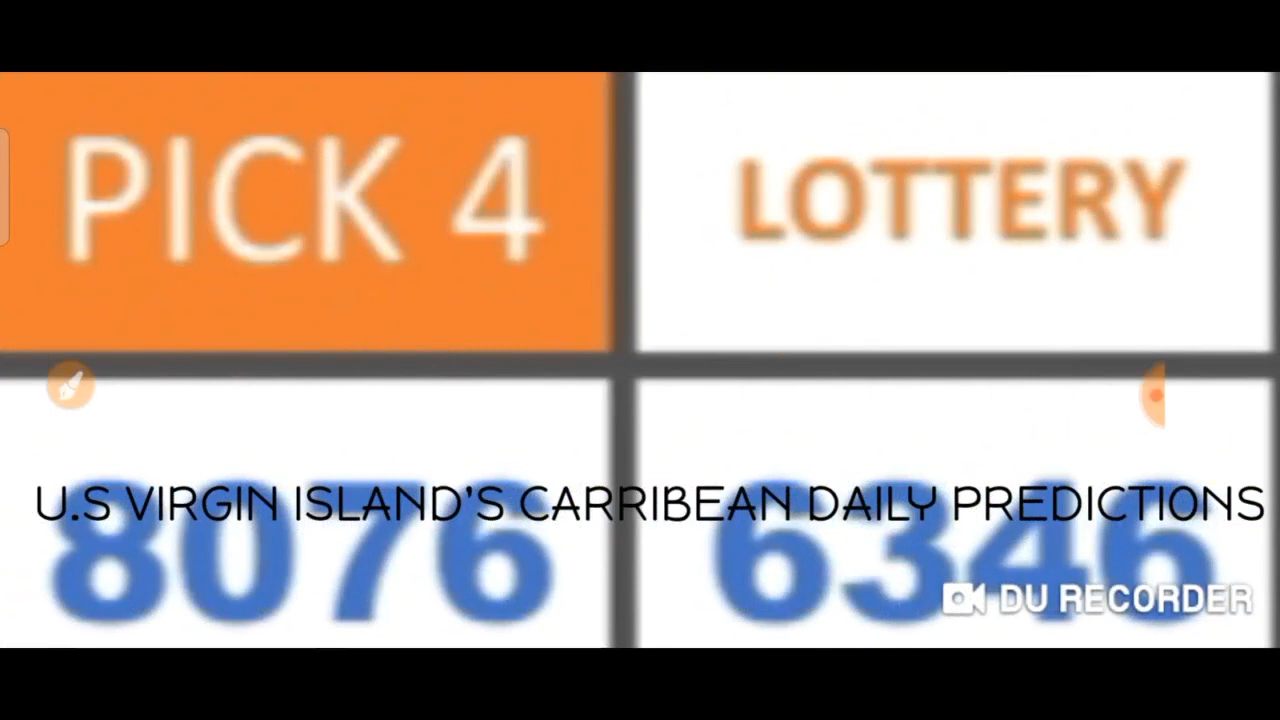 PICK 4
LOTTERY
U.S VIRGIN ISLAND'S CARRIBEAN DAILY PREDICTIONS
8076
6346
DU RECORDER